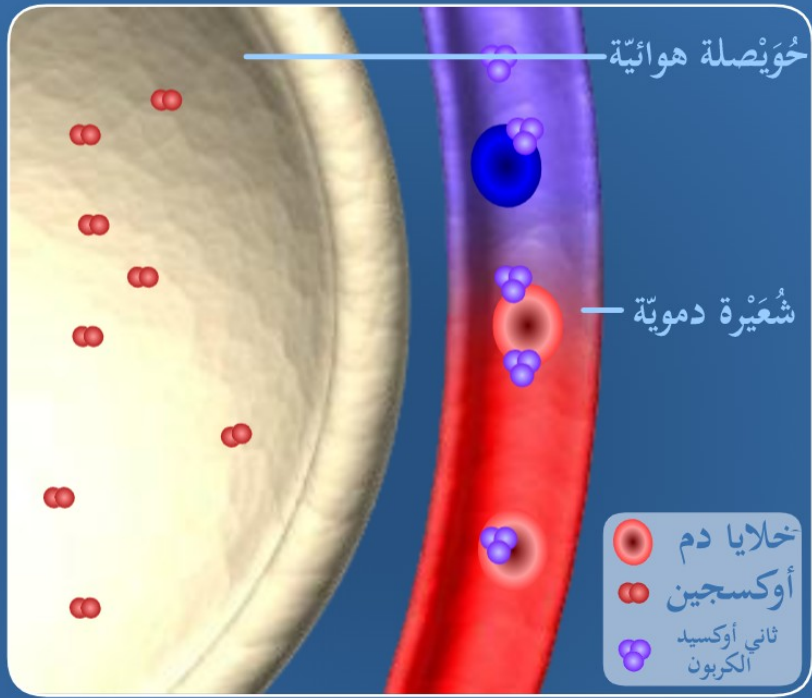 حُوَيْصلة هوائيّة
شُعَيْرة دمويّة
خلايا دم
أوكسجين
ثاني أوكسيد
الكربون